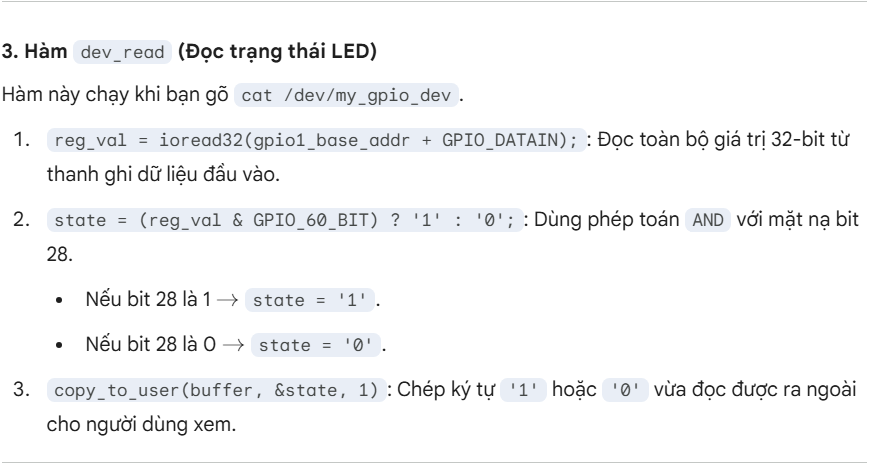 3. Hàm dev_read (Đọc trạng thái LED)
Hàm này chạy khi bạn gõ cat /dev/my_gpio_dev.
1. reg_val = ioread32(gpio1_base_addr + GPIO_DATAIN);: Đọc toàn bộ giá trị 32-bit từ
thanh ghi dữ liệu đầu vào.
2. state = (reg_val & GPIO_60_BIT) ? '1' : '0';: Dùng phép toán AND với mặt nạ bit
28.
• Nếu bit 28 là 1 → state = '1'.
• Nếu bit 28 là 0 → state = '0'.
3. copy_to_user(buffer, &state, 1): Chép ký tự '1' hoặc '0' vừa đọc được ra ngoài
cho người dùng xem.